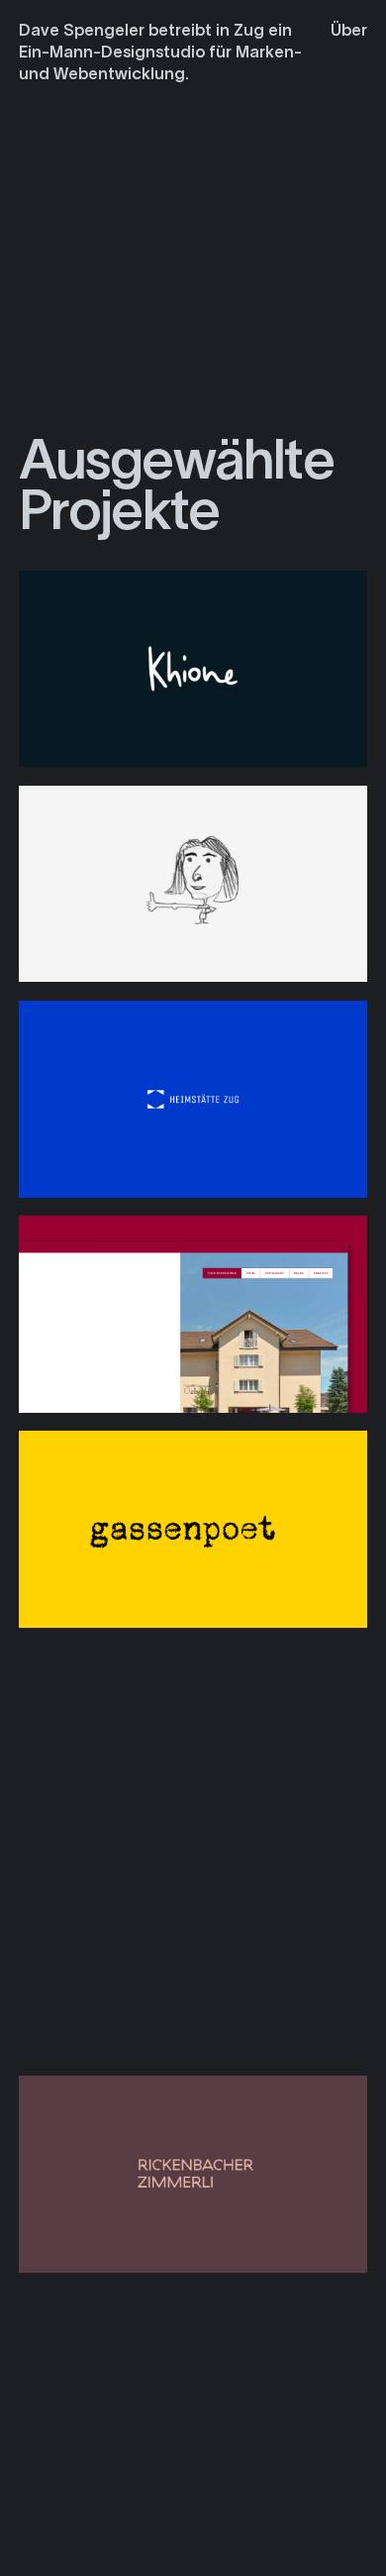 Dave Spengeler betreibt in Zug ein
Ein-Mann-Designstudio für Marken-
und Webentwicklung.
Über
Ausgewählte
Projekte
Khione
HEIMSTÄTTE ZUG
gassenpoet
RICKENBACHER
ZIMMERLI